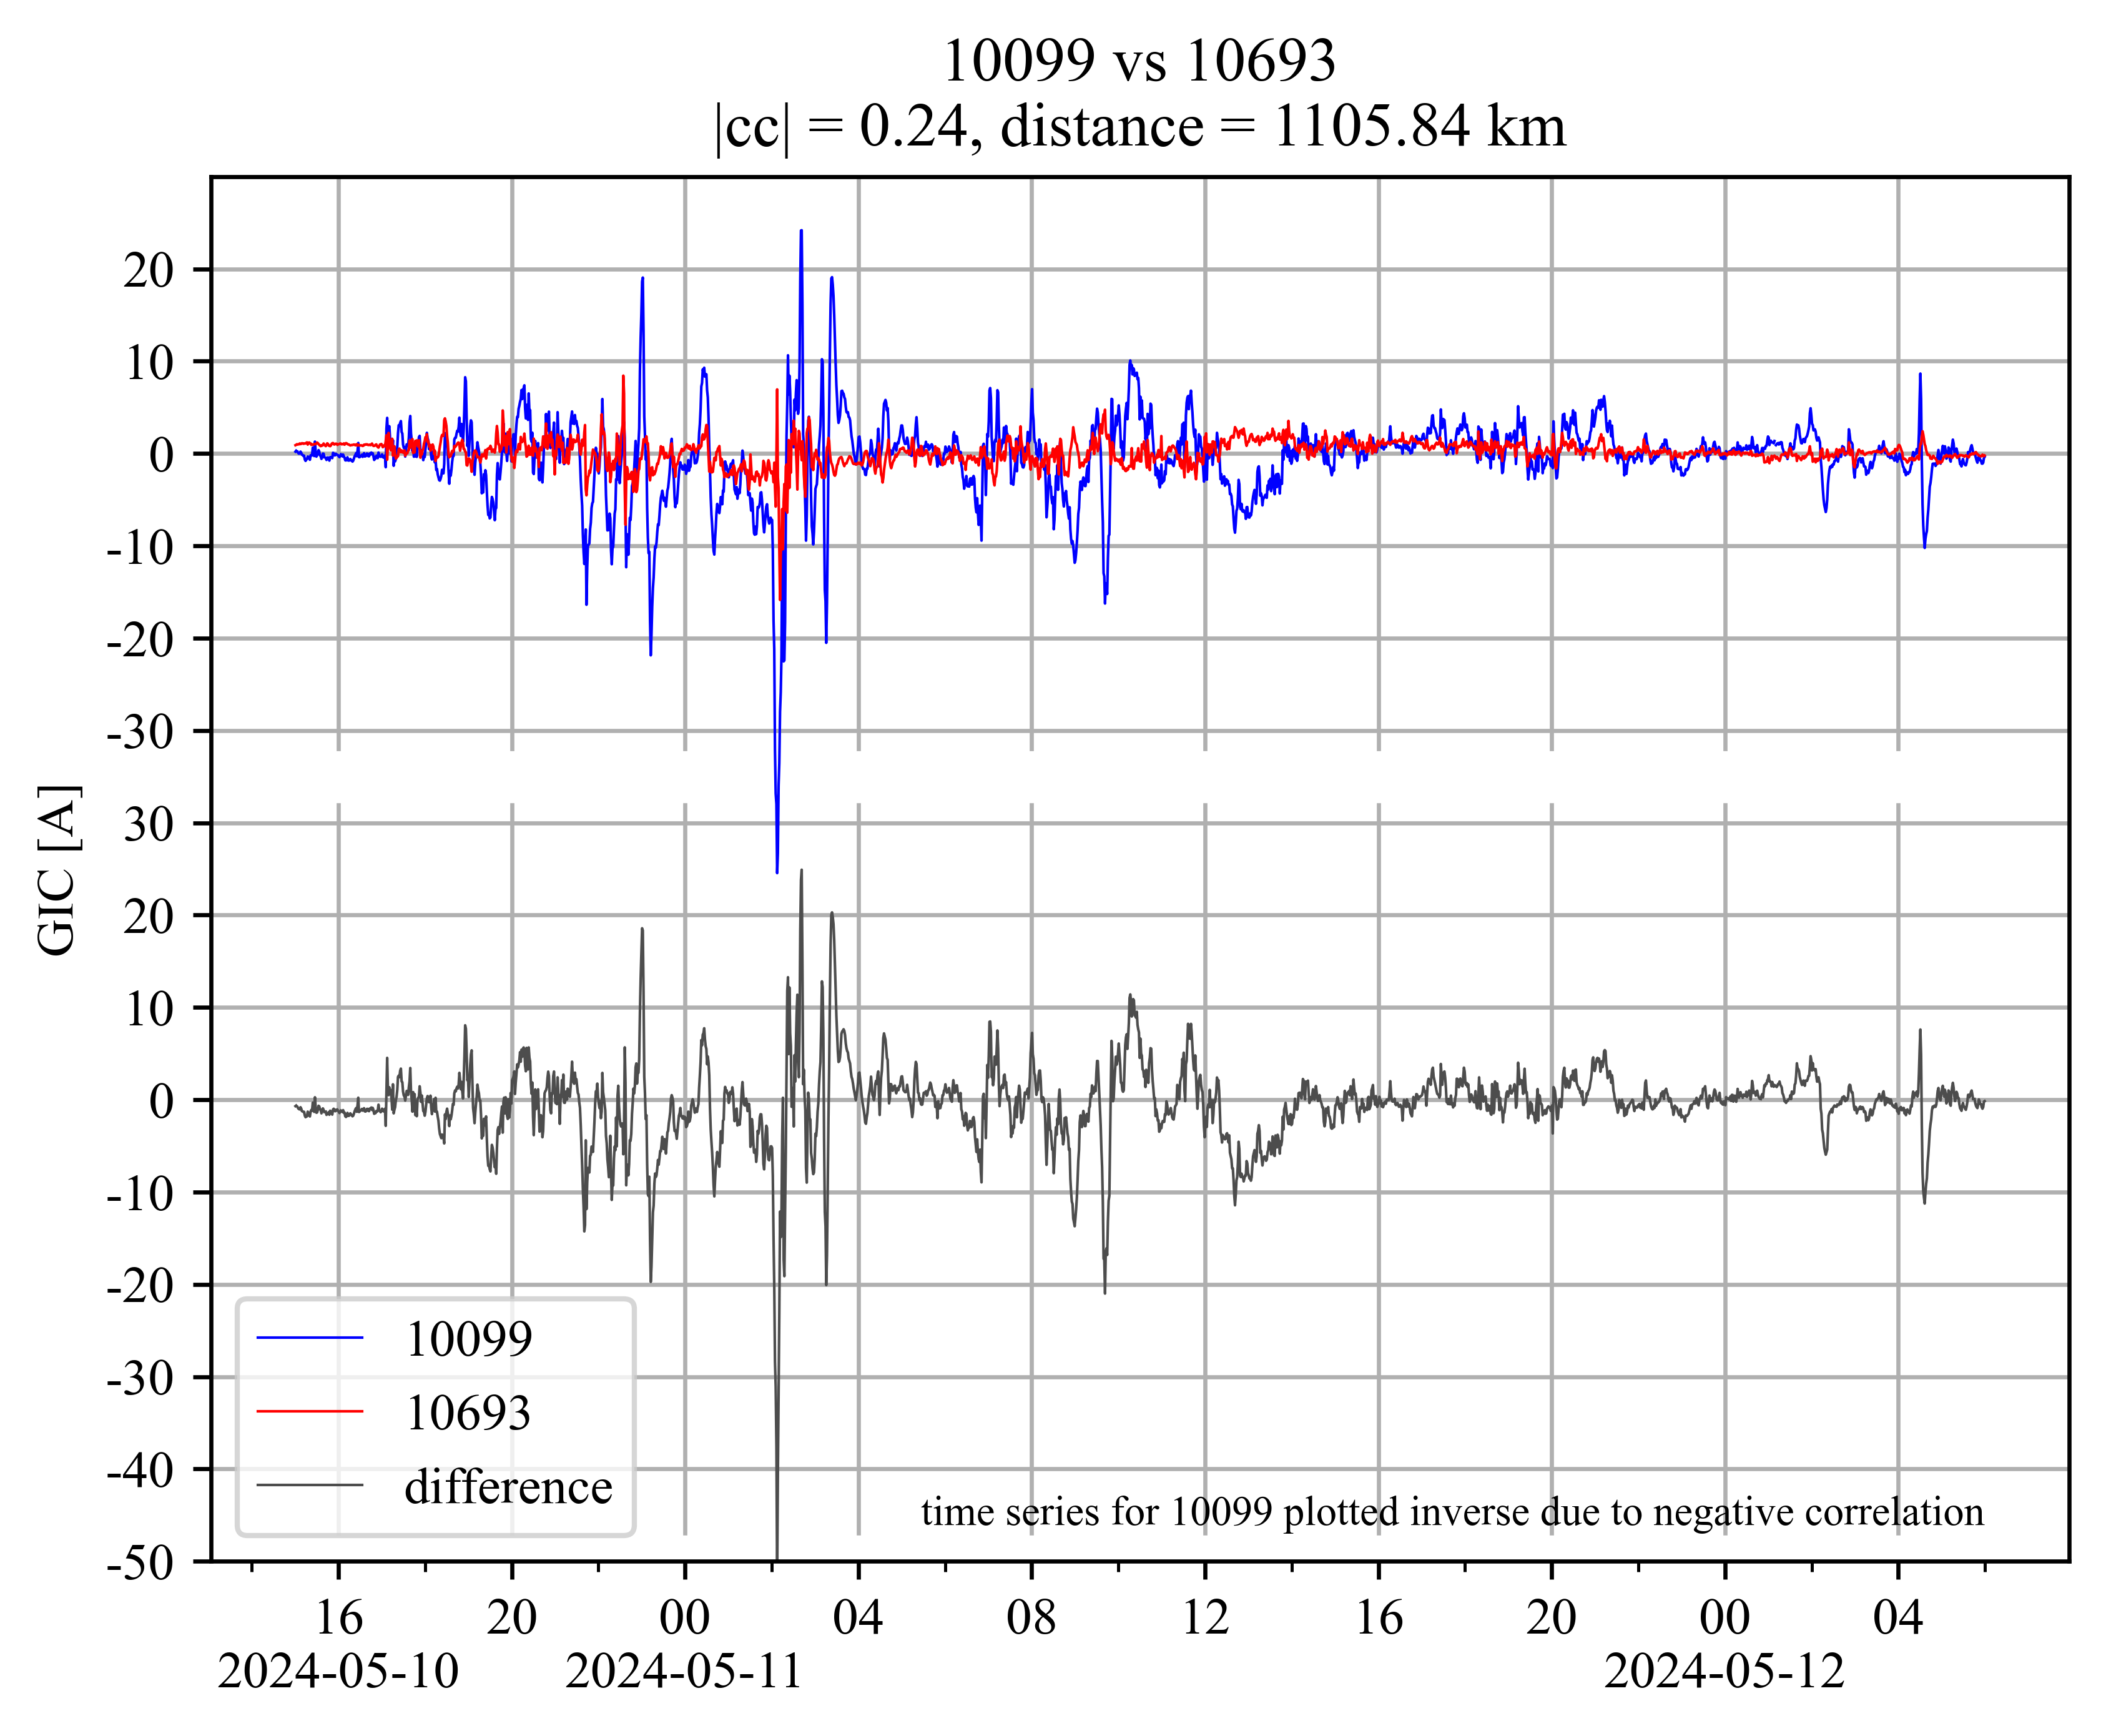 10099 vs 10693
|cc| = 0.24, distance = 1105.84 km
GIC [A]
20
10
0
-10
-20
-30
30
20
10
0
-10
-20
-30
-40
-50
10099
10693
difference
time series for 10099 plotted inverse due to negative correlation
16 20 00 04 08 12 16 20 00 04
2024-05-10 2024-05-11 2024-05-12